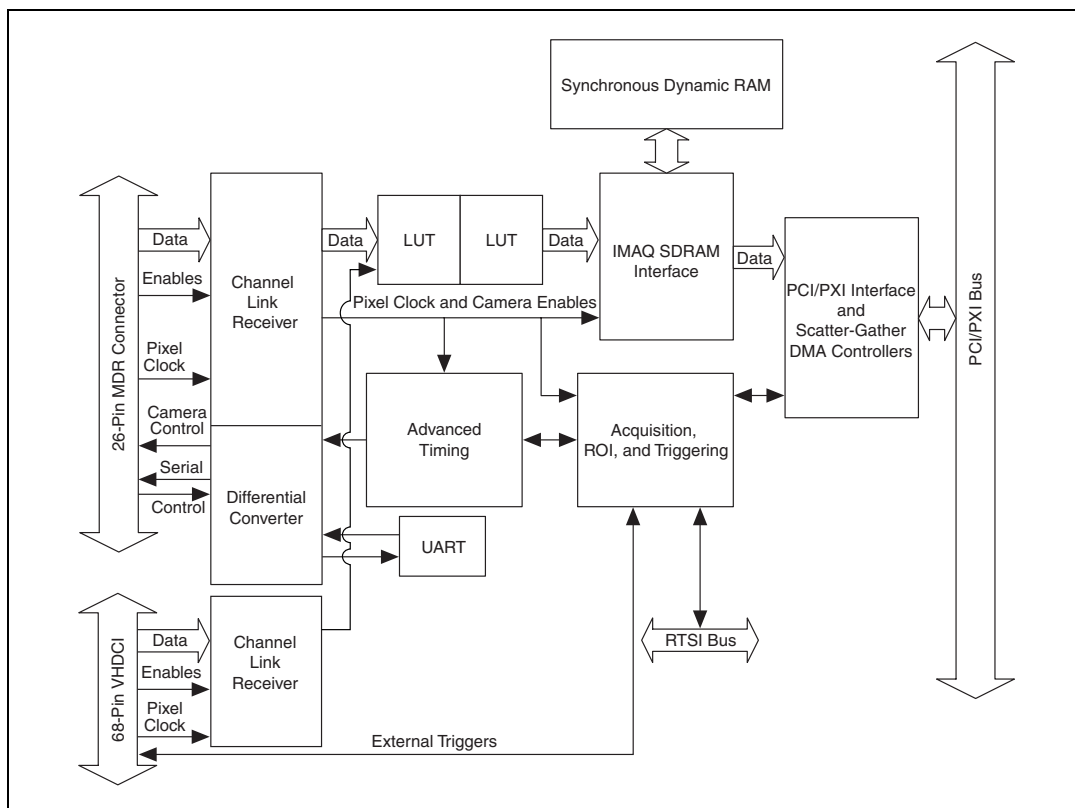 Synchronous Dynamic RAM
26-Pin MDR Connector
Data
Enables
Pixel
Clock
Camera
Control
Serial
Control
Channel
Link
Receiver
Differential
Converter
Data
LUT
LUT
Data
IMAQ SDRAM
Interface
Data
PCI/PXI Interface
and
Scatter-Gather
DMA Controllers
PCI/PXI Bus
Pixel Clock and Camera Enables
Advanced
Timing
Acquisition,
ROI, and Triggering
UART
RTSI Bus
68-Pin VHDCI
Data
Enables
Pixel
Clock
Channel
Link
Receiver
External Triggers